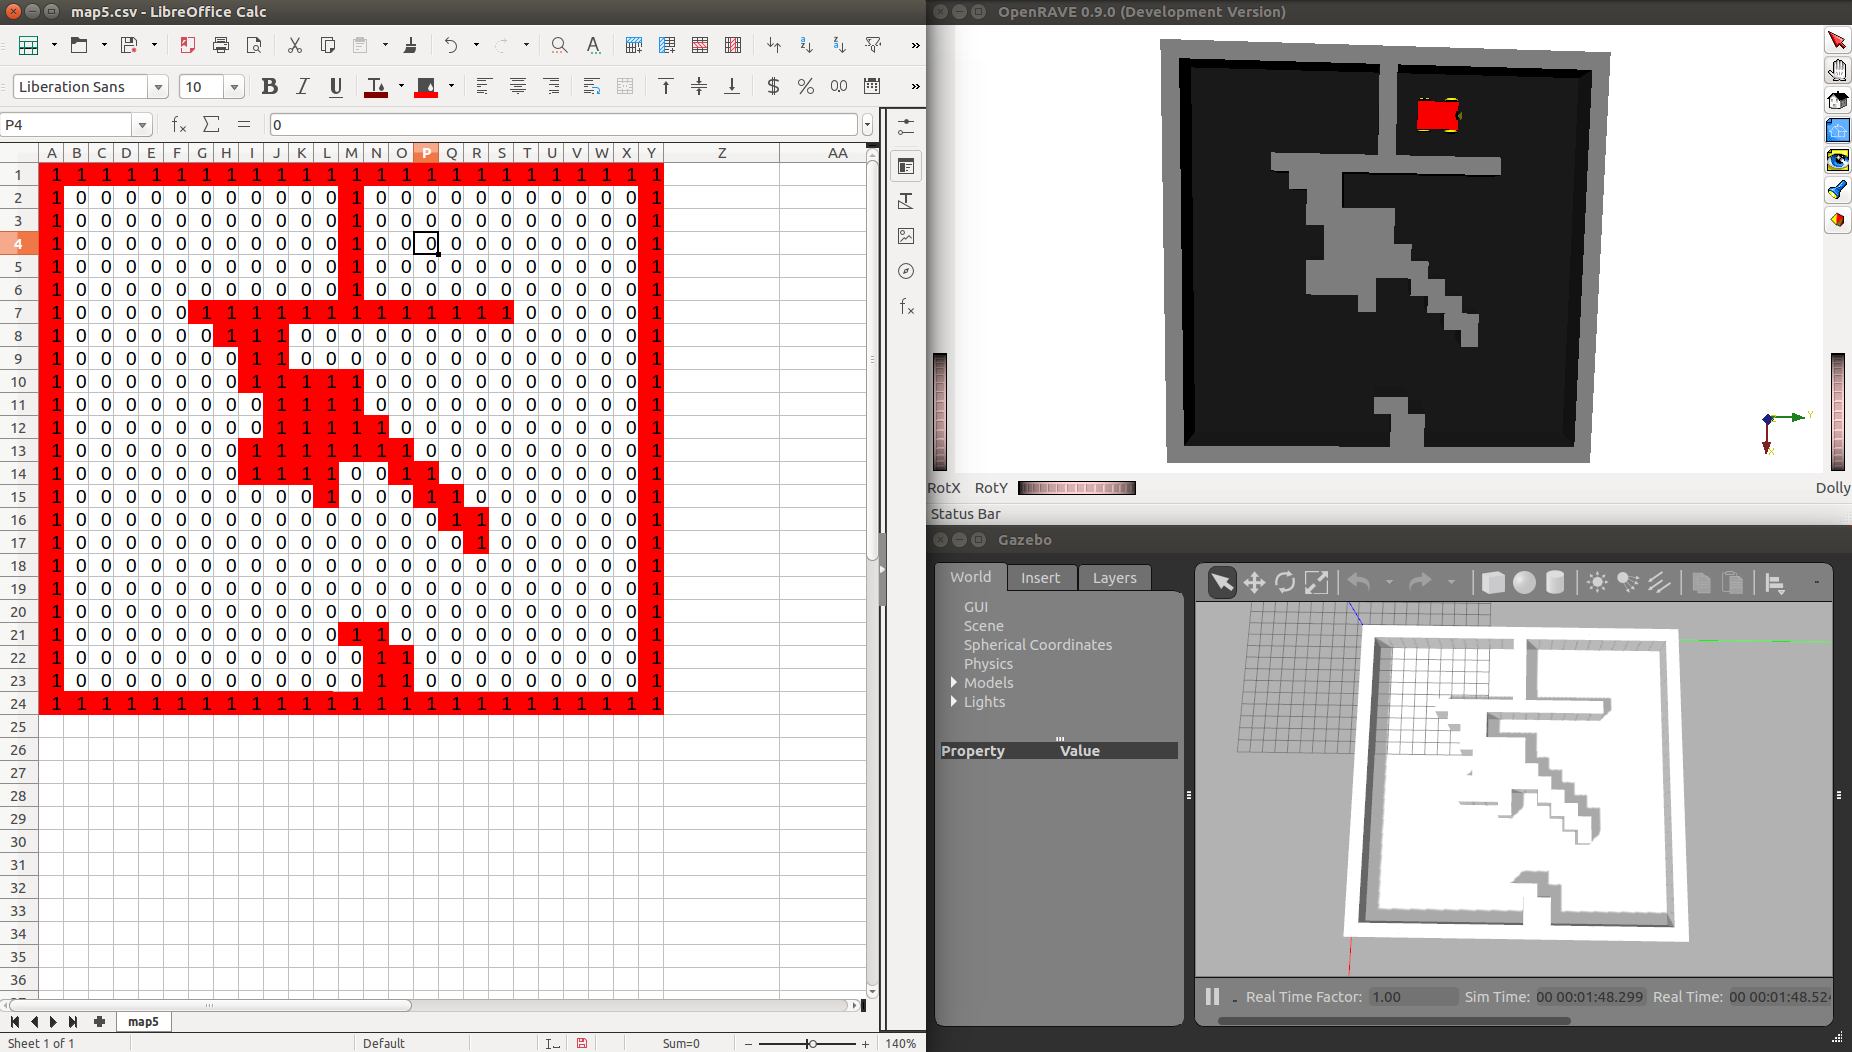 map5.csv - LibreOffice Calc
Liberation Sans 10
P4 0
A B C D E F G H I J K L M N O P Q R S T U V W X Y Z AA
1 1 1 1 1 1 1 1 1 1 1 1 1 1 1 1 1 1 1 1 1 1 1 1 1 1
2 1 0 0 0 0 0 0 0 0 0 0 0 1 0 0 0 0 0 0 0 0 0 0 0 1
3 1 0 0 0 0 0 0 0 0 0 0 0 1 0 0 0 0 0 0 0 0 0 0 0 1
4 1 0 0 0 0 0 0 0 0 0 0 0 1 0 0 0 0 0 0 0 0 0 0 0 1
5 1 0 0 0 0 0 0 0 0 0 0 0 1 0 0 0 0 0 0 0 0 0 0 0 1
6 1 0 0 0 0 0 0 0 0 0 0 0 1 0 0 0 0 0 0 0 0 0 0 0 1
7 1 0 0 0 0 0 1 1 1 1 1 1 1 1 1 1 1 1 1 0 0 0 0 0 1
8 1 0 0 0 0 0 0 1 1 1 0 0 0 0 0 0 0 0 0 0 0 0 0 0 1
9 1 0 0 0 0 0 0 0 1 1 0 0 0 0 0 0 0 0 0 0 0 0 0 0 1
10 1 0 0 0 0 0 0 0 1 1 1 1 1 0 0 0 0 0 0 0 0 0 0 0 1
11 1 0 0 0 0 0 0 0 0 1 1 1 1 0 0 0 0 0 0 0 0 0 0 0 1
12 1 0 0 0 0 0 0 0 0 1 1 1 1 1 0 0 0 0 0 0 0 0 0 0 1
13 1 0 0 0 0 0 0 0 1 1 1 1 1 1 1 0 0 0 0 0 0 0 0 0 1
14 1 0 0 0 0 0 0 0 1 1 1 1 0 0 1 1 0 0 0 0 0 0 0 0 1
15 1 0 0 0 0 0 0 0 0 0 0 1 0 0 0 1 1 0 0 0 0 0 0 0 1
16 1 0 0 0 0 0 0 0 0 0 0 0 0 0 0 0 1 1 0 0 0 0 0 0 1
17 1 0 0 0 0 0 0 0 0 0 0 0 0 0 0 0 0 1 0 0 0 0 0 0 1
18 1 0 0 0 0 0 0 0 0 0 0 0 0 0 0 0 0 0 0 0 0 0 0 0 1
19 1 0 0 0 0 0 0 0 0 0 0 0 0 0 0 0 0 0 0 0 0 0 0 0 1
20 1 0 0 0 0 0 0 0 0 0 0 0 0 0 0 0 0 0 0 0 0 0 0 0 1
21 1 0 0 0 0 0 0 0 0 0 0 0 1 1 0 0 0 0 0 0 0 0 0 0 1
22 1 0 0 0 0 0 0 0 0 0 0 0 0 1 1 0 0 0 0 0 0 0 0 0 1
23 1 0 0 0 0 0 0 0 0 0 0 0 0 1 1 0 0 0 0 0 0 0 0 0 1
24 1 1 1 1 1 1 1 1 1 1 1 1 1 1 1 1 1 1 1 1 1 1 1 1 1
25
26
27
28
29
30
31
32
33
34
35
36
map5
Sheet 1 of 1 Default Sum=0 140%
OpenRAVE 0.9.0 (Development Version)
Y
X
RotX RotY Dolly
Status Bar
Gazebo
World Insert Layers
GUI
Scene
Spherical Coordinates
Physics
Models
Lights
Property Value
Real Time Factor: 1.00 Sim Time: 00 00:01:48.299 Real Time: 00 00:01:48.524